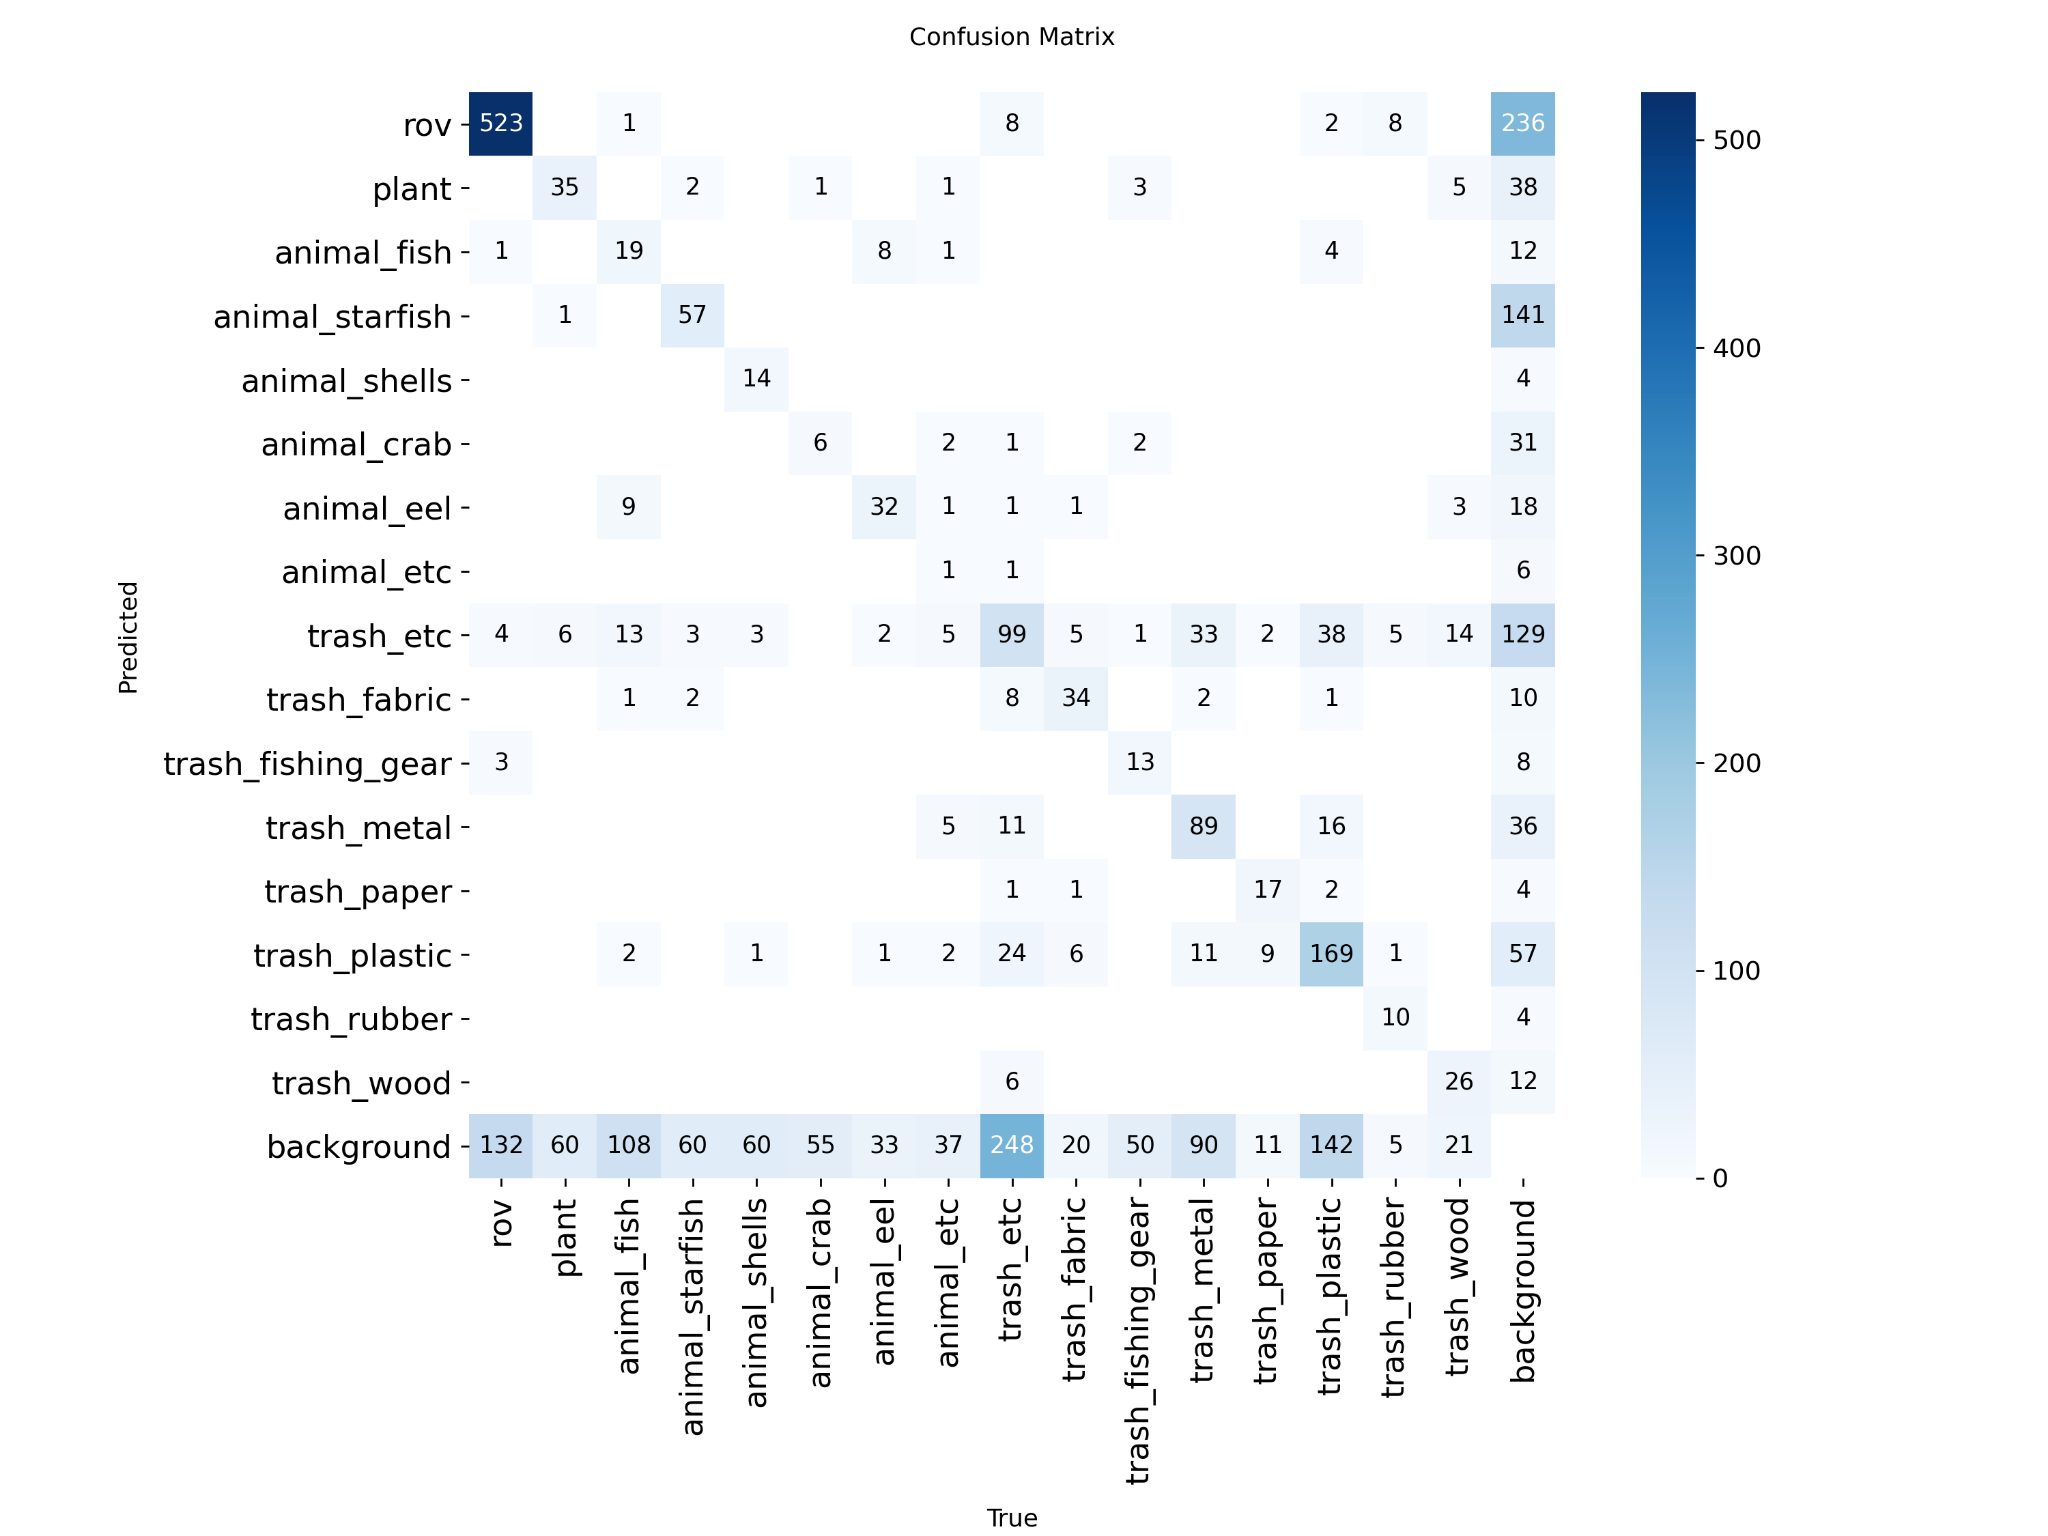 Confusion Matrix
rov 523 1 8 2 8 236
plant 35 2 1 1 3 5 38
animal_fish 1 19 8 1 4 12
animal_starfish 1 57 141
animal_shells 14 4
animal_crab 6 2 1 2 31
animal_eel 9 32 1 1 1 3 18
animal_etc 1 1 6
trash_etc 4 6 13 3 3 2 5 99 5 1 33 2 38 5 14 129
trash_fabric 1 2 8 34 2 1 10
trash_fishing_gear 3 13 8
trash_metal 5 11 89 16 36
trash_paper 1 1 17 2 4
trash_plastic 2 1 1 2 24 6 11 9 169 1 57
trash_rubber 10 4
trash_wood 6 26 12
background 132 60 108 60 60 55 33 37 248 20 50 90 11 142 5 21
Predicted
rov
plant
animal_fish
animal_starfish
animal_shells
animal_crab
animal_eel
animal_etc
trash_etc
trash_fabric
trash_fishing_gear
trash_metal
trash_paper
trash_plastic
trash_rubber
trash_wood
background
True
500
400
300
200
100
0